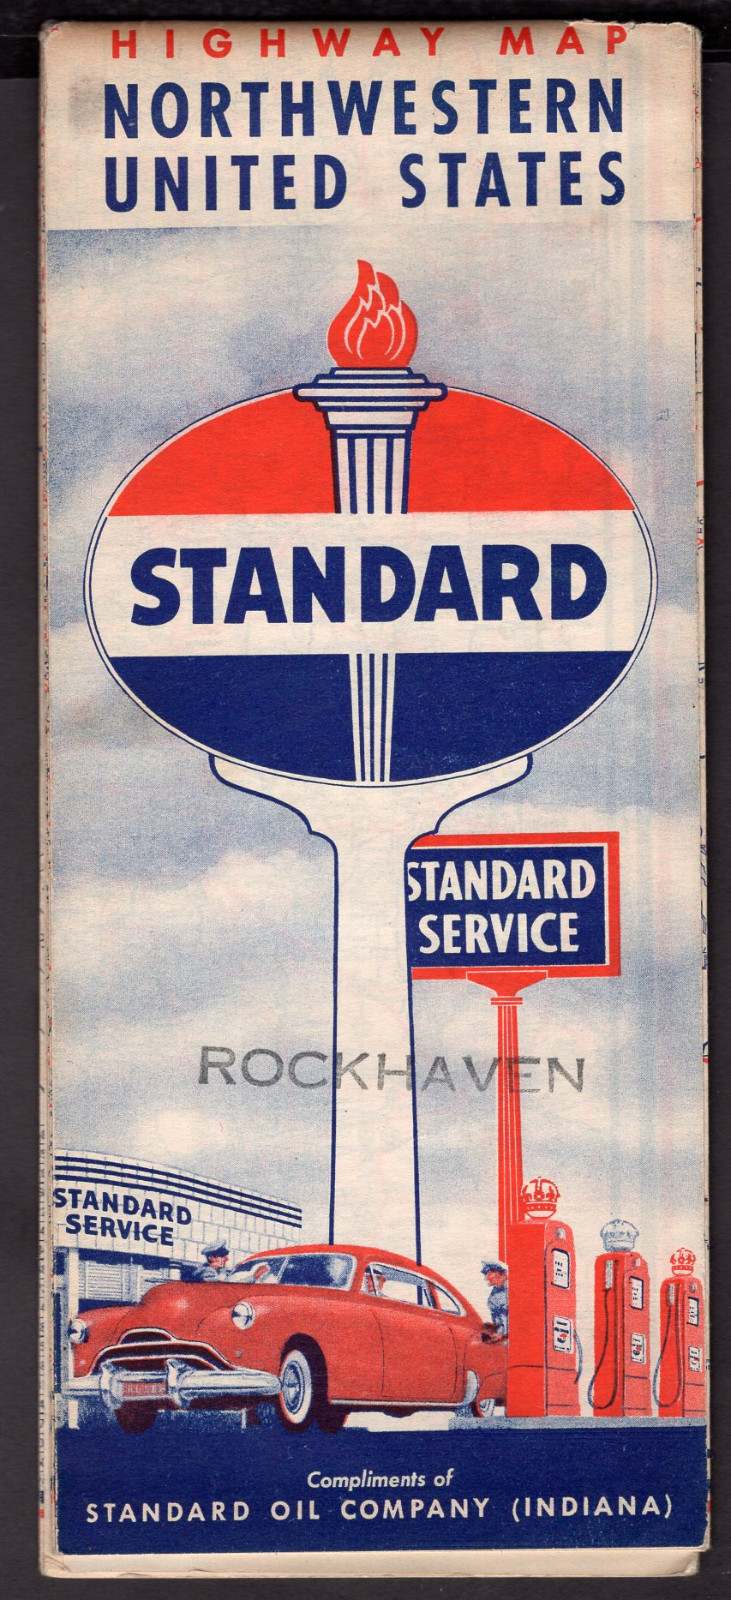 HIGHWAY MAP
NORTHWESTERN
UNITED STATES
STANDARD
STANDARD
SERVICE
ROCKHAVEN
STANDARD
SERVICE
Compliments of
STANDARD OIL COMPANY (INDIANA)